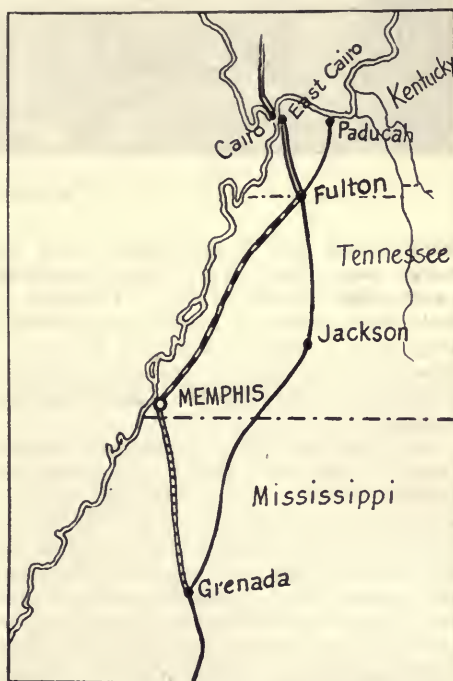 Cairo
East Cairo
Kentucky
Paducah
Fulton
Tennessee
Jackson
MEMPHIS
Mississippi
Grenada